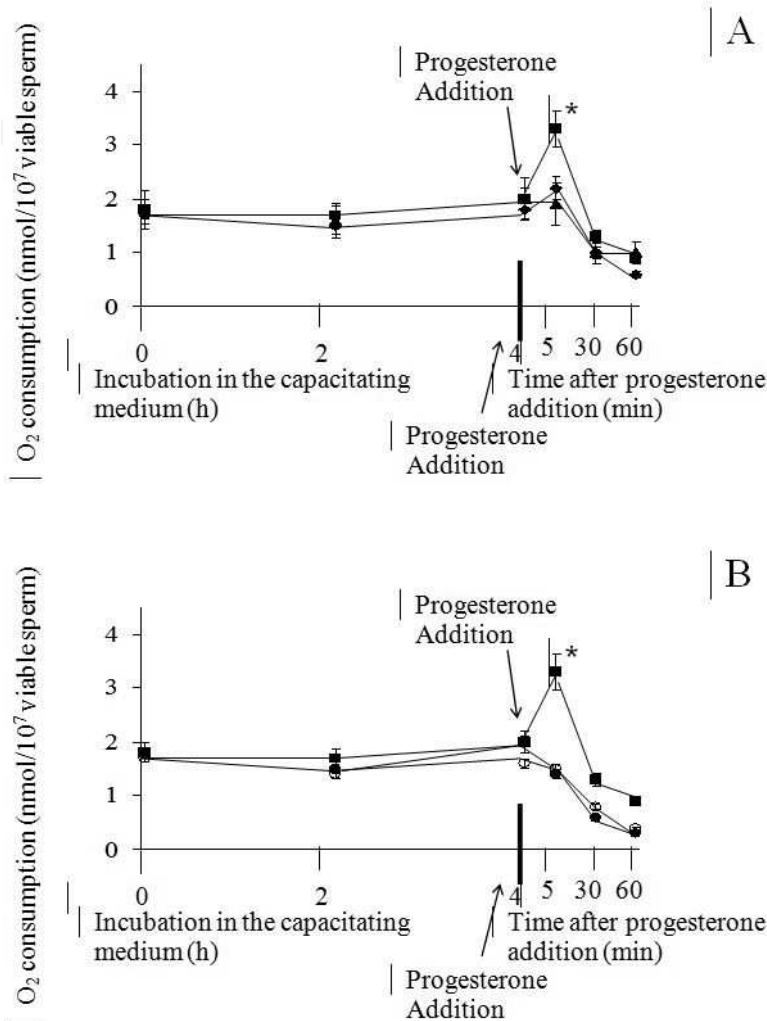 A
Progesterone
Addition
O₂ consumption (nmol/10⁷ viable sperm)
4
3
2
1
0
*
0
2
4
5
30
60
Incubation in the capacitating
medium (h)
Time after progesterone
addition (min)
Progesterone
Addition
B
Progesterone
Addition
O₂ consumption (nmol/10⁷ viable sperm)
4
3
2
1
0
*
0
2
4
5
30
60
Incubation in the capacitating
medium (h)
Time after progesterone
addition (min)
Progesterone
Addition